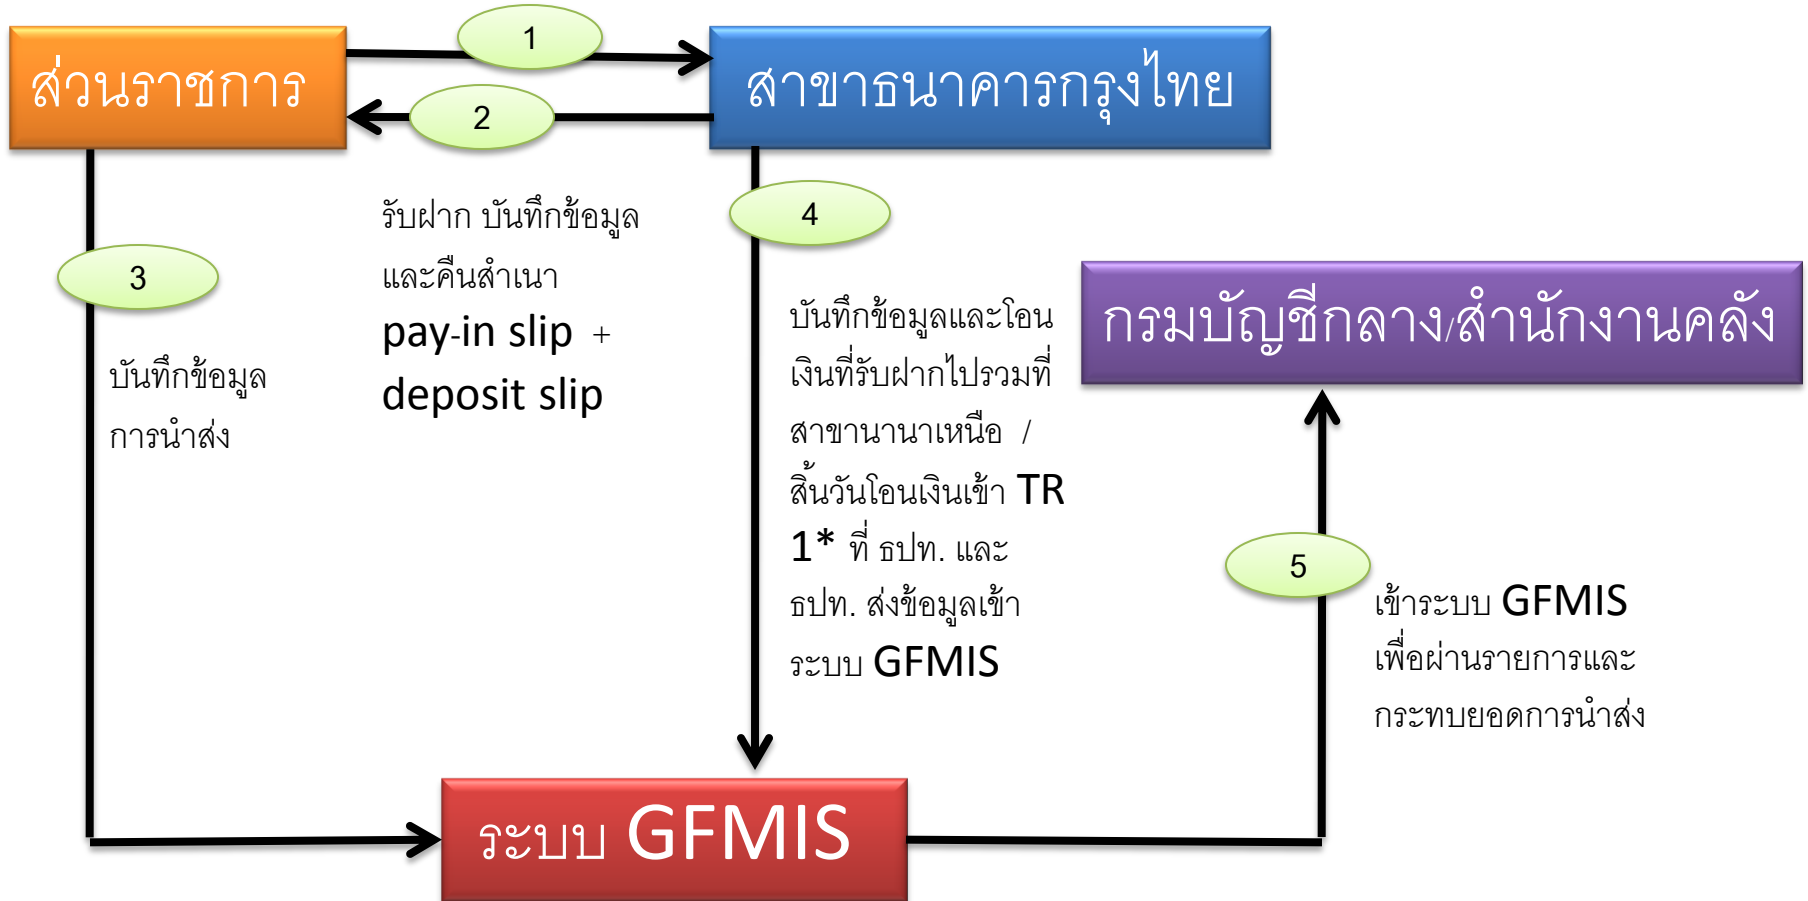 ส่วนราชการ
1
สาขาธนาคารกรุงไทย
2
รับฝาก บันทึกข้อมูล
และคืนสำเนา
pay-in slip +
deposit slip
3
บันทึกข้อมูล
การนำส่ง
4
บันทึกข้อมูลและโอน
เงินที่รับฝากไปรวมที่
สาขานานาเหนือ /
สิ้นวันโอนเงินเข้า TR
1* ที่ ธปท. และ
ธปท. ส่งข้อมูลเข้า
ระบบ GFMIS
กรมบัญชีกลาง/สำนักงานคลัง
5
เข้าระบบ GFMIS
เพื่อผ่านรายการและ
กระทบยอดการนำส่ง
ระบบ GFMIS